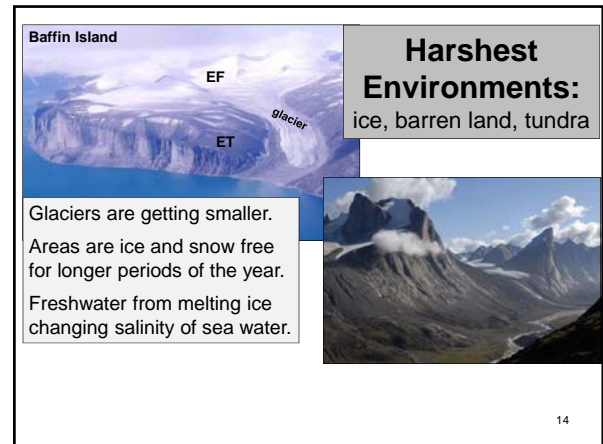 Baffin Island
EF
glacier
ET
Harshest
Environments:
ice, barren land, tundra
Glaciers are getting smaller.
Areas are ice and snow free
for longer periods of the year.
Freshwater from melting ice
changing salinity of sea water.
14